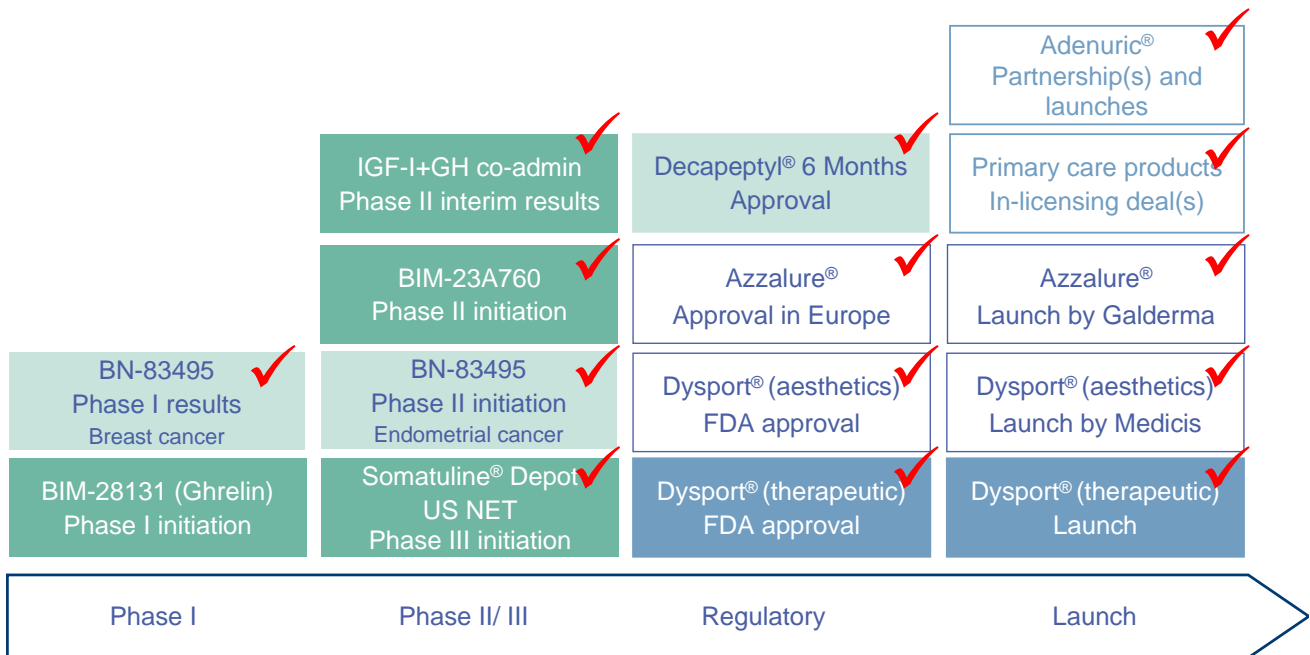 Adenuric®
Partnership(s) and
launches
IGF-I+GH co-admin
Phase II interim results
Decapeptyl® 6 Months
Approval
Primary care products
In-licensing deal(s)
BIM-23A760
Phase II initiation
Azzalure®
Approval in Europe
Azzalure®
Launch by Galderma
BN-83495
Phase I results
Breast cancer
BN-83495
Phase II initiation
Endometrial cancer
Dysport® (aesthetics)
FDA approval
Dysport® (aesthetics)
Launch by Medicis
BIM-28131 (Ghrelin)
Phase I initiation
Somatuline® Depot
US NET
Phase III initiation
Dysport® (therapeutic)
FDA approval
Dysport® (therapeutic)
Launch
Phase I
Phase II/ III
Regulatory
Launch